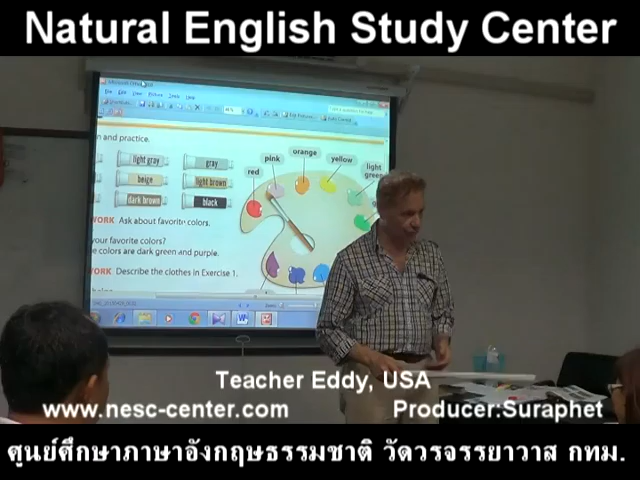 Natural English Study Center
n and practice.
light gray
gray
beige
light brown
dark brown
black
red
pink
orange
yellow
light
green
WORK Ask about favorite colors.
your favorite colors?
e colors are dark green and purple.
ORK Describe the clothes in Exercise 1.
Teacher Eddy, USA
www.nesc-center.com
Producer:Suraphet
ศูนย์ศึกษาภาษาอังกฤษธรรมชาติ วัดวรจรรยาวาส กทม.